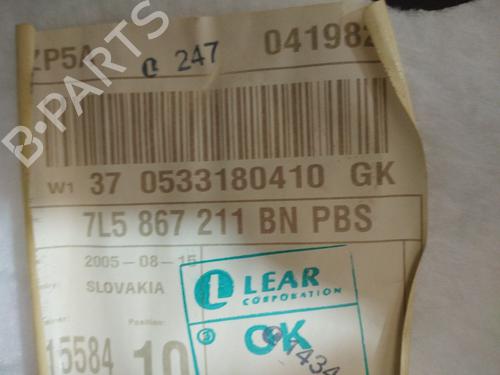 B-PARTS
ZP5A 247 041982
W1 37 0533180410 GK
7L5 867 211 BN PBS
2005-08-15
SLOVAKIA
LEAR
CORPORATION
Position:
OK
15584 10